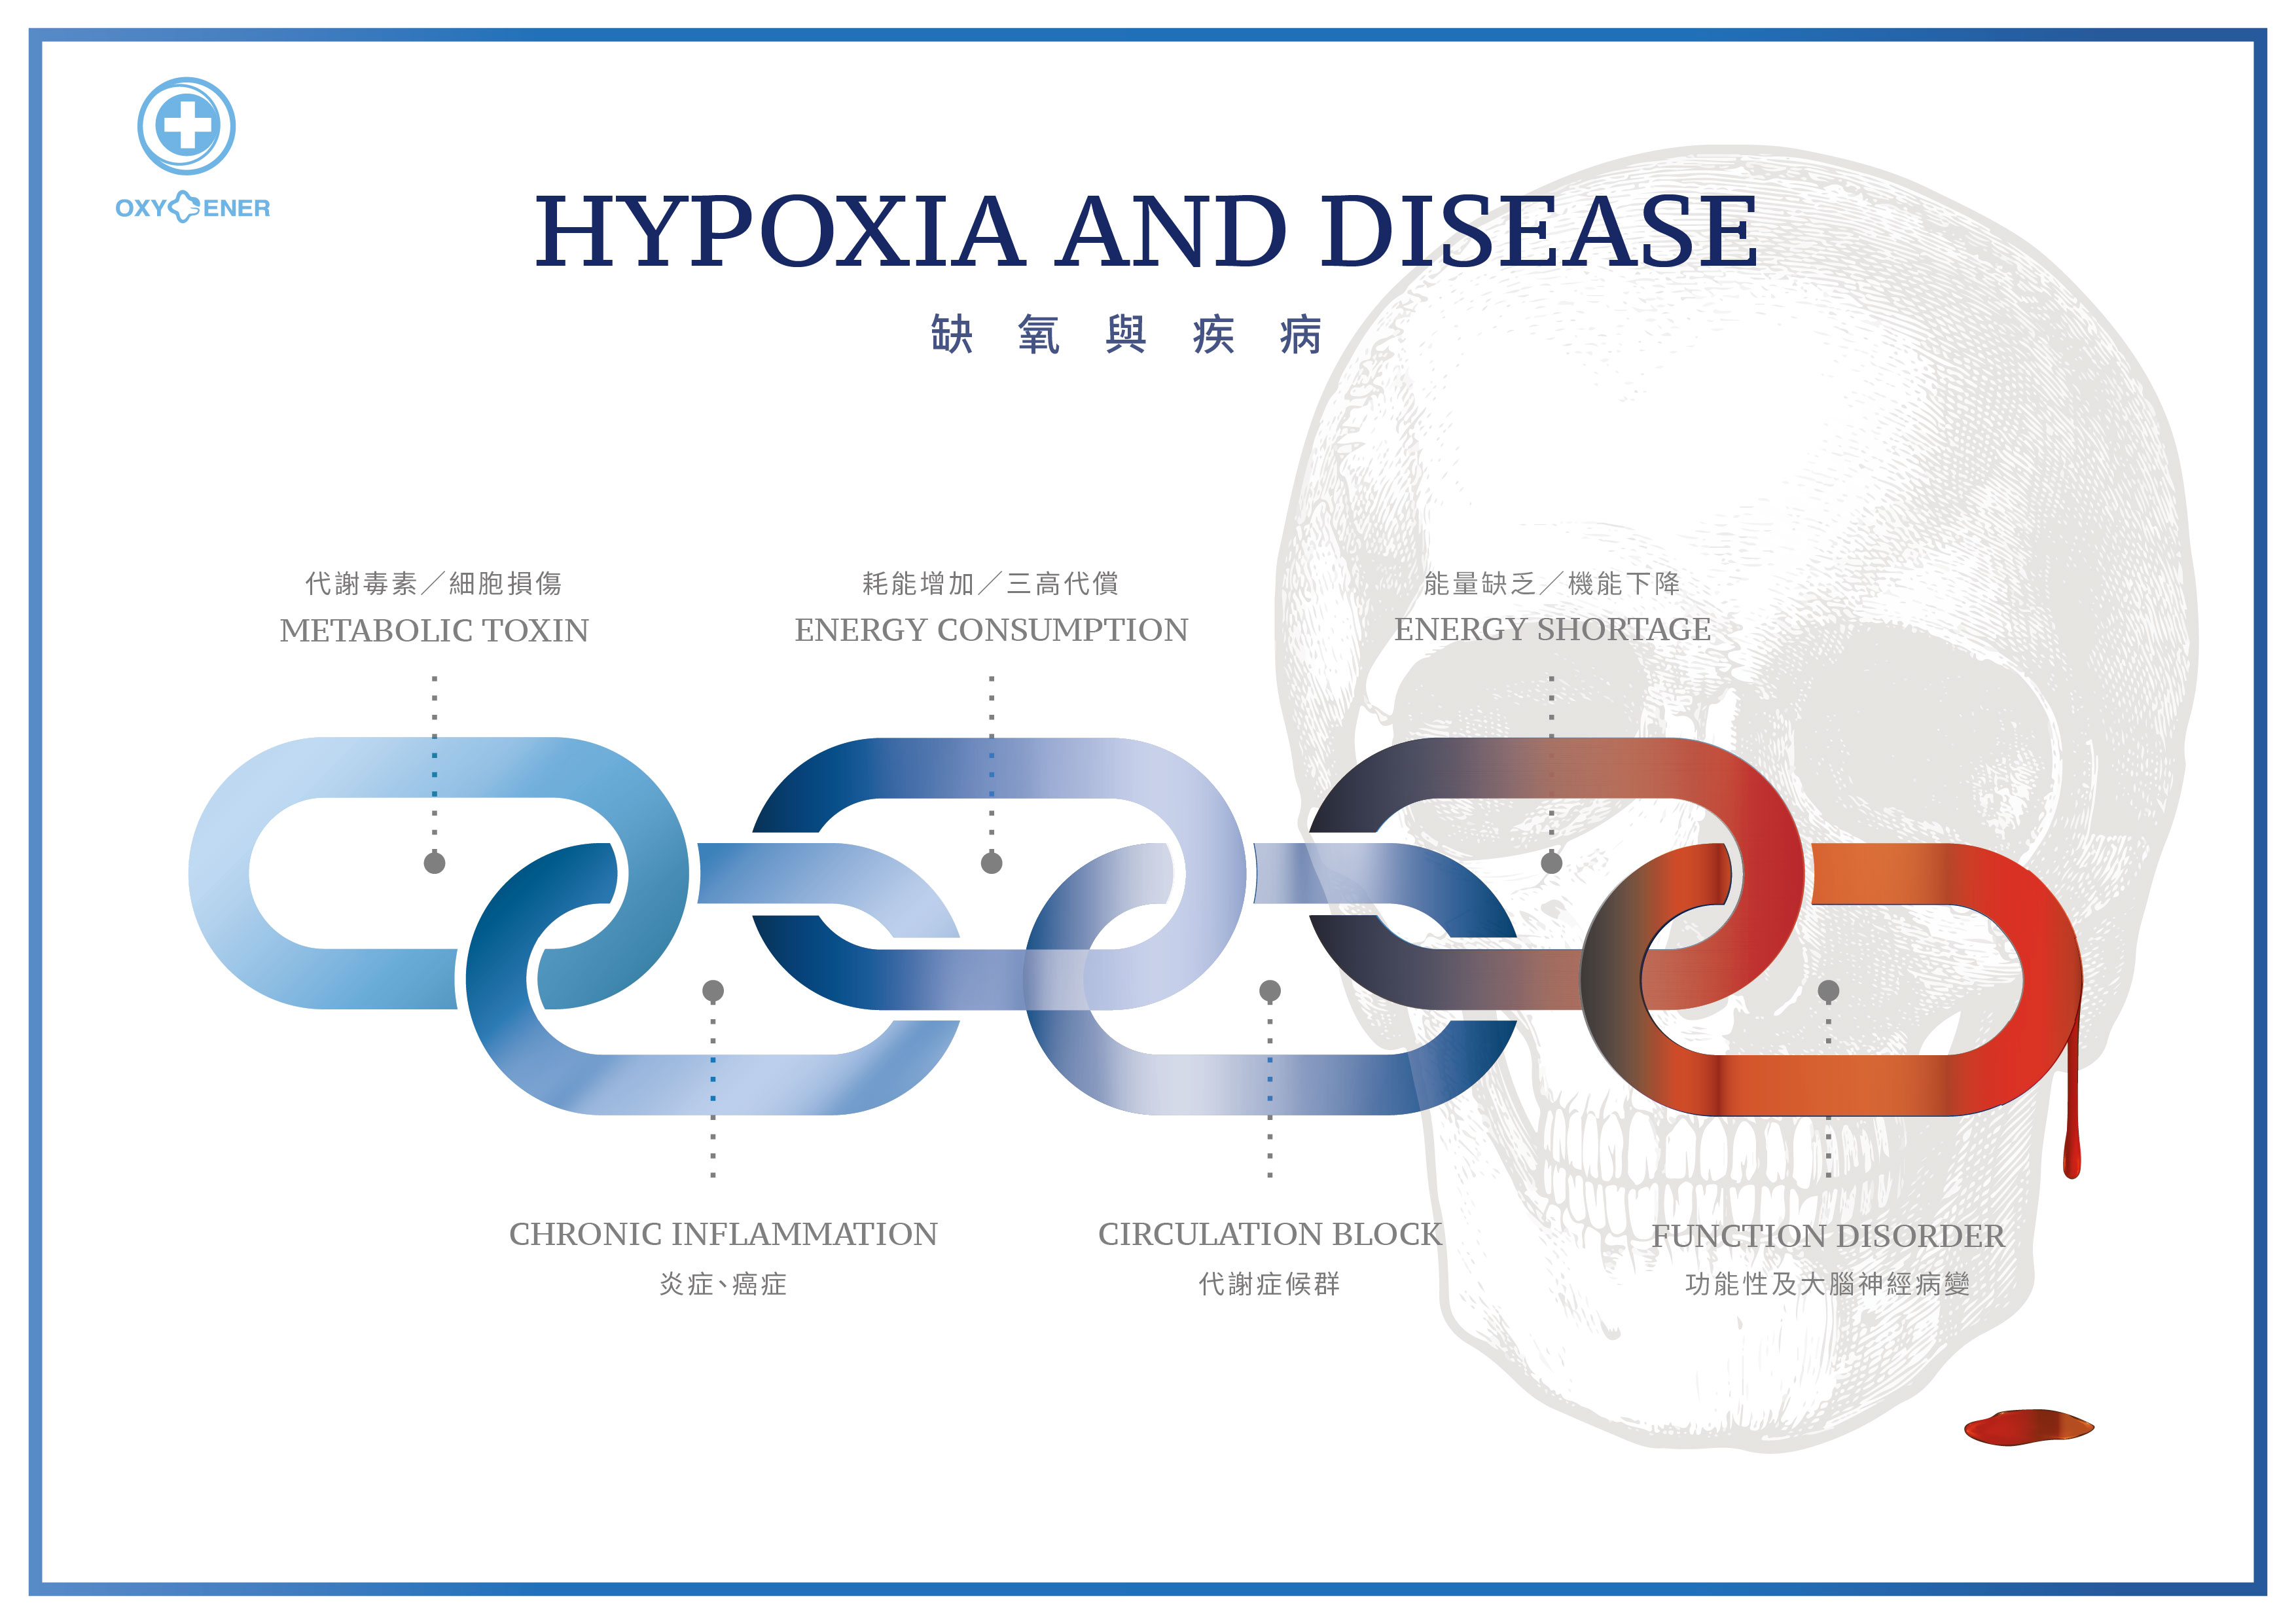 OXYGENER
HYPOXIA AND DISEASE
缺氧與疾病
代謝毒素／細胞損傷
METABOLIC TOXIN
耗能增加／三高代償
ENERGY CONSUMPTION
能量缺乏／機能下降
ENERGY SHORTAGE
CHRONIC INFLAMMATION
炎症、癌症
CIRCULATION BLOCK
代謝症候群
FUNCTION DISORDER
功能性及大腦神經病變